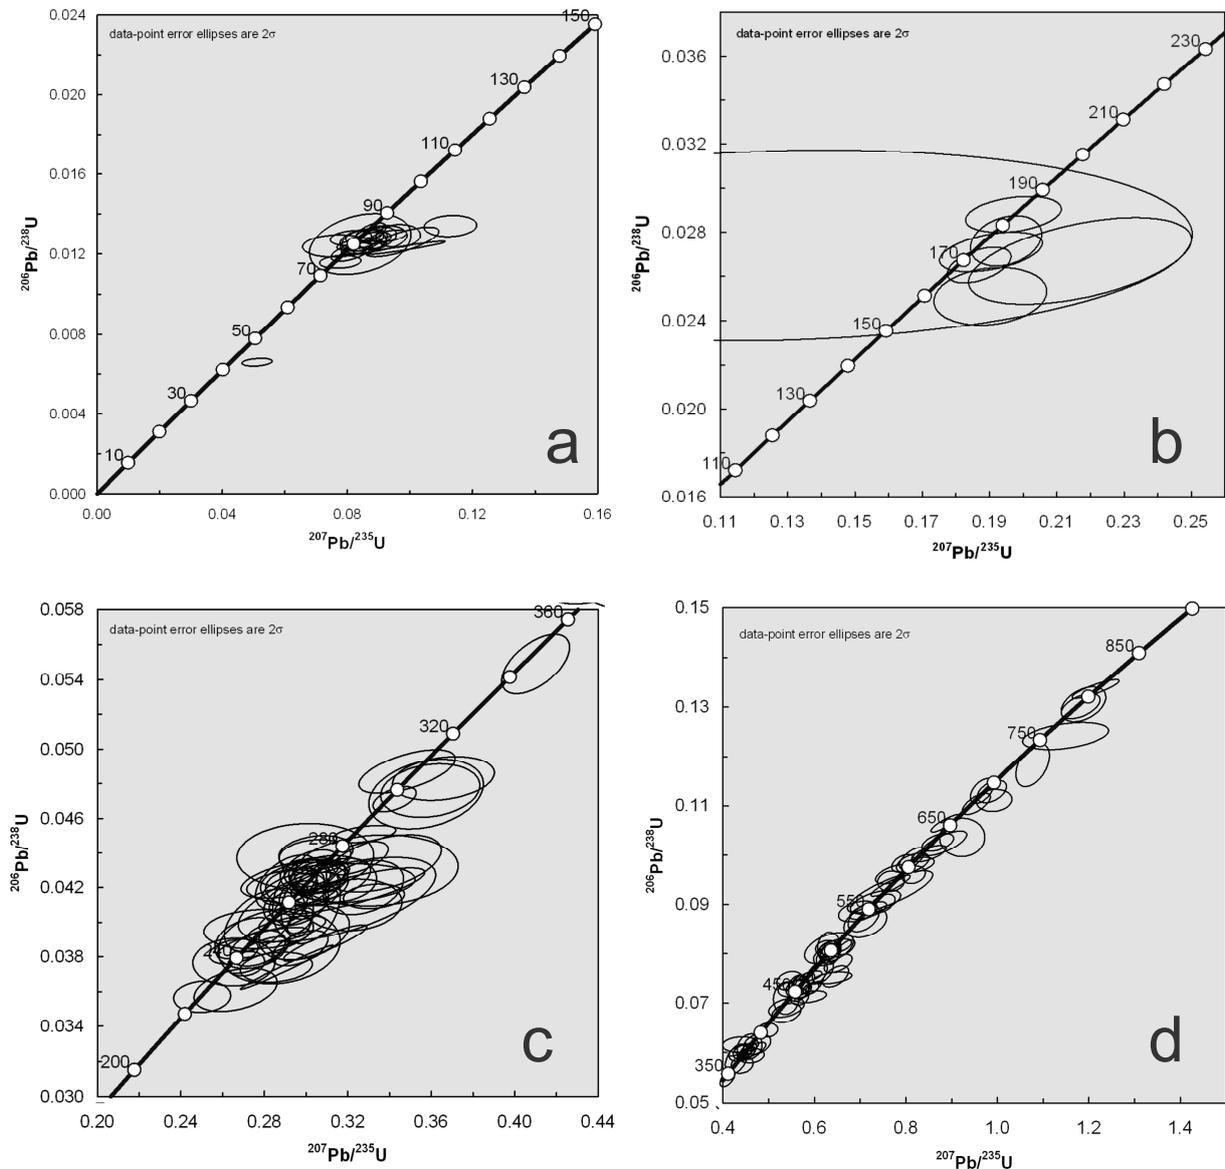 data-point error ellipses are 2σ
0.024
0.020
0.016
0.012
0.008
0.004
0.000
206Pb/238U
150
130
110
90
70
50
30
10
a
0.00 0.04 0.08 0.12 0.16
207Pb/235U
data-point error ellipses are 2σ
0.036
0.032
0.028
0.024
0.020
0.016
206Pb/238U
230
210
190
170
150
130
110
b
0.11 0.13 0.15 0.17 0.19 0.21 0.23 0.25
207Pb/235U
data-point error ellipses are 2σ
0.058
0.054
0.050
0.046
0.042
0.038
0.034
0.030
206Pb/238U
360
320
280
240
200
c
0.20 0.24 0.28 0.32 0.36 0.40 0.44
207Pb/235U
data-point error ellipses are 2σ
0.15
0.13
0.11
0.09
0.07
0.05
206Pb/238U
850
750
650
550
450
350
d
0.4 0.6 0.8 1.0 1.2 1.4
207Pb/235U